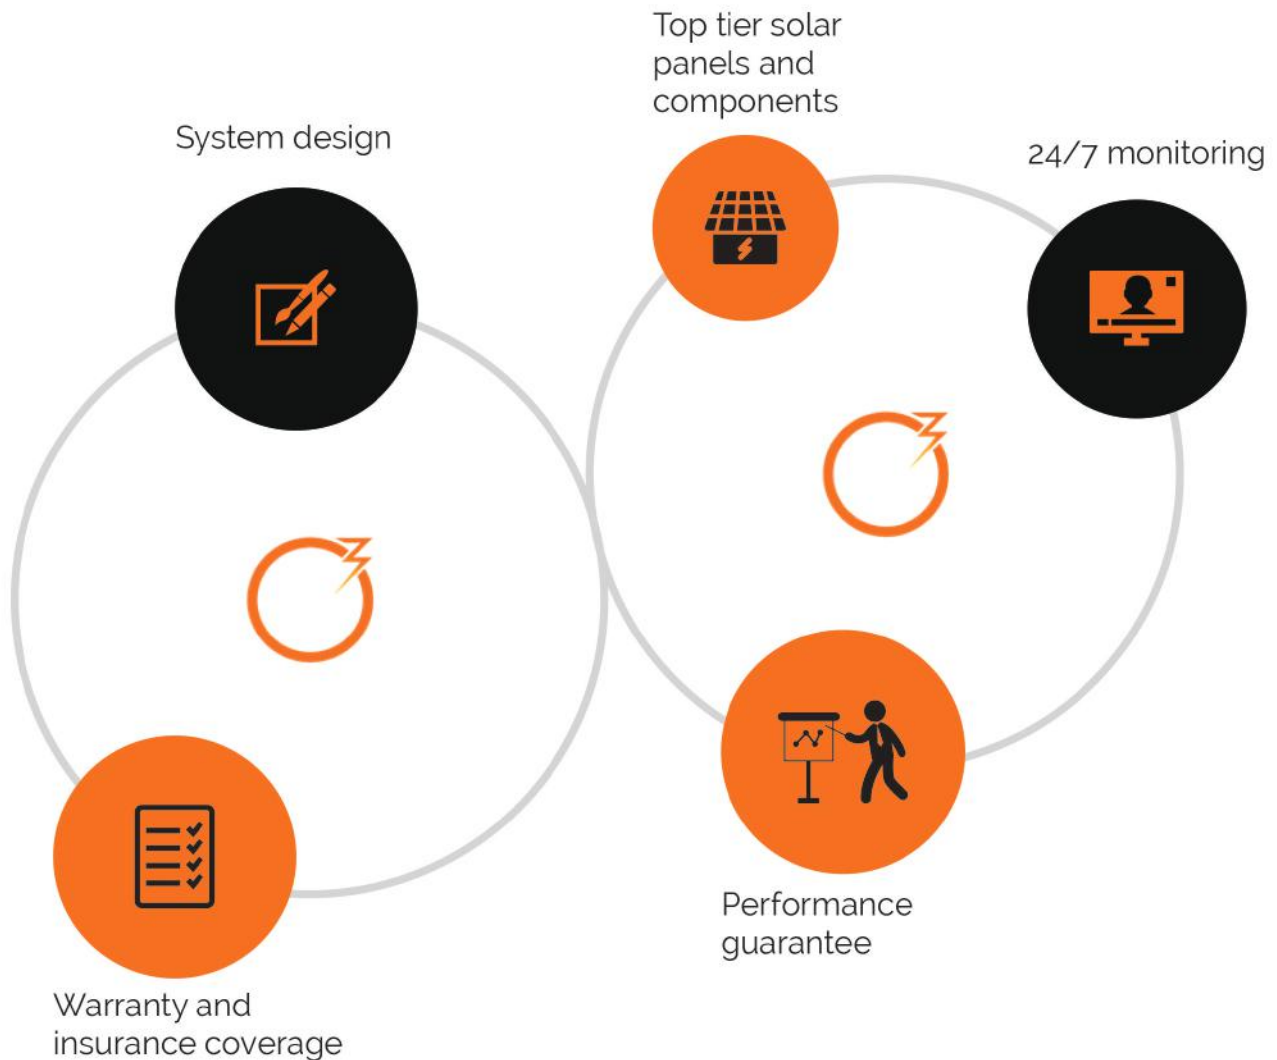 Top tier solar
panels and
components
System design
24/7 monitoring
Performance
guarantee
Warranty and
insurance coverage